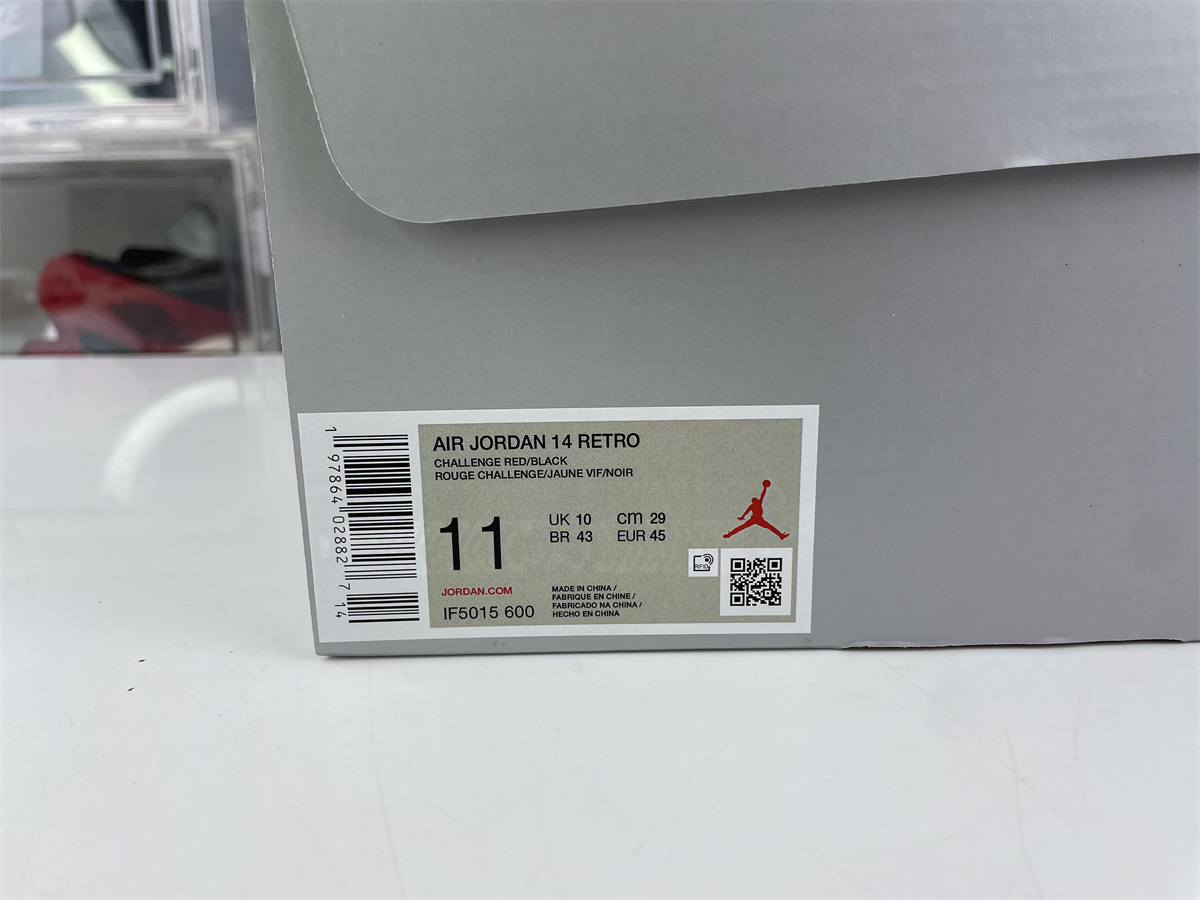 AIR JORDAN 14 RETRO
CHALLENGE RED/BLACK
ROUGE CHALLENGE/JAUNE VIF/NOIR
11
UK 10 cm 29
BR 43 EUR 45
RFID
JORDAN.COM
IF5015 600
MADE IN CHINA /
FABRIQUE EN CHINE /
FABRICADO NA CHINA /
HECHO EN CHINA
1 97864 02882 7 14